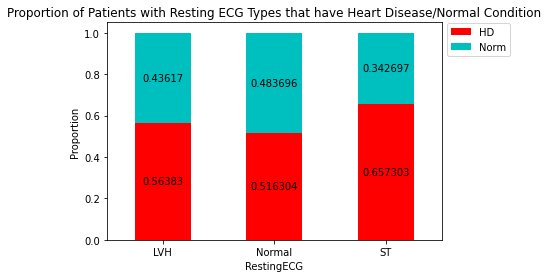 Proportion of Patients with Resting ECG Types that have Heart Disease/Normal Condition
HD
Norm
1.0
0.8
0.6
0.4
0.2
0.0
Proportion
0.43617
0.483696
0.342697
0.56383
0.516304
0.657303
LVH
Normal
ST
RestingECG